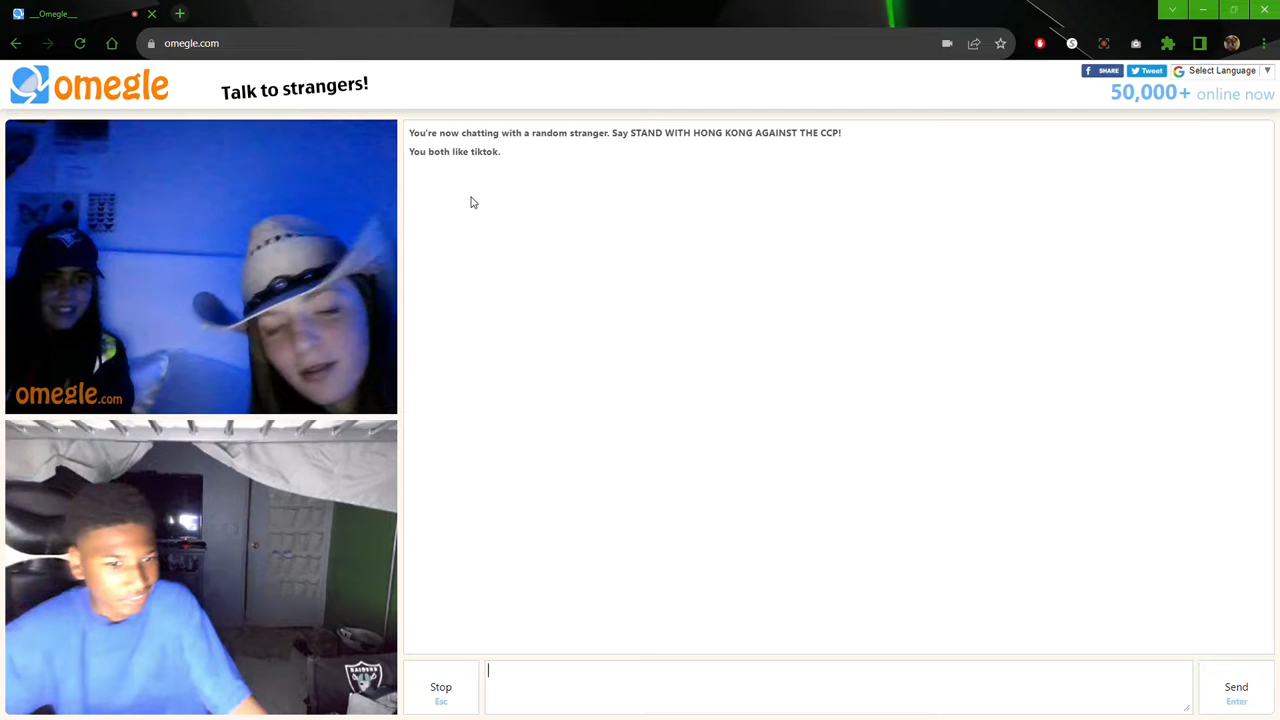 __Omegle__
omegle.com
omegle
Talk to strangers!
SHARE
Tweet
Select Language
50,000+ online now
You're now chatting with a random stranger. Say STAND WITH HONG KONG AGAINST THE CCP!
You both like tiktok.
omegle.com
RAIDERS
Stop
Esc
Send
Enter